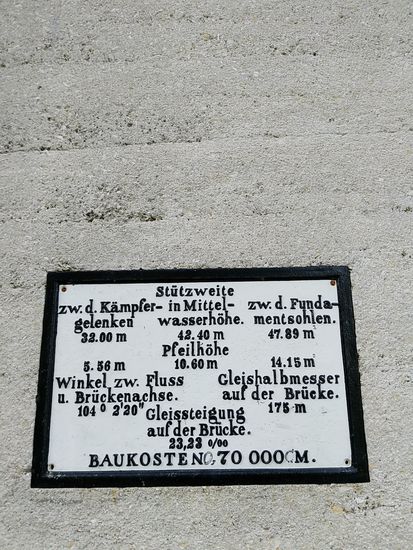 Stützweite
zw. d. Kämpfer- in Mittel- zw. d. Funda-
gelenken wasserhöhe. mentsohlen.
32.00 m 42.40 m 47.89 m
Pfeilhöhe
5.56 m 10.60 m 14.15 m
Winkel zw. Fluss Gleishalbmesser
u. Brückenachse. auf der Brücke.
104° 2'20" 175 m
Gleissteigung
auf der Brücke.
23,23 o/oo
BAUKOSTEN 70 000 M.